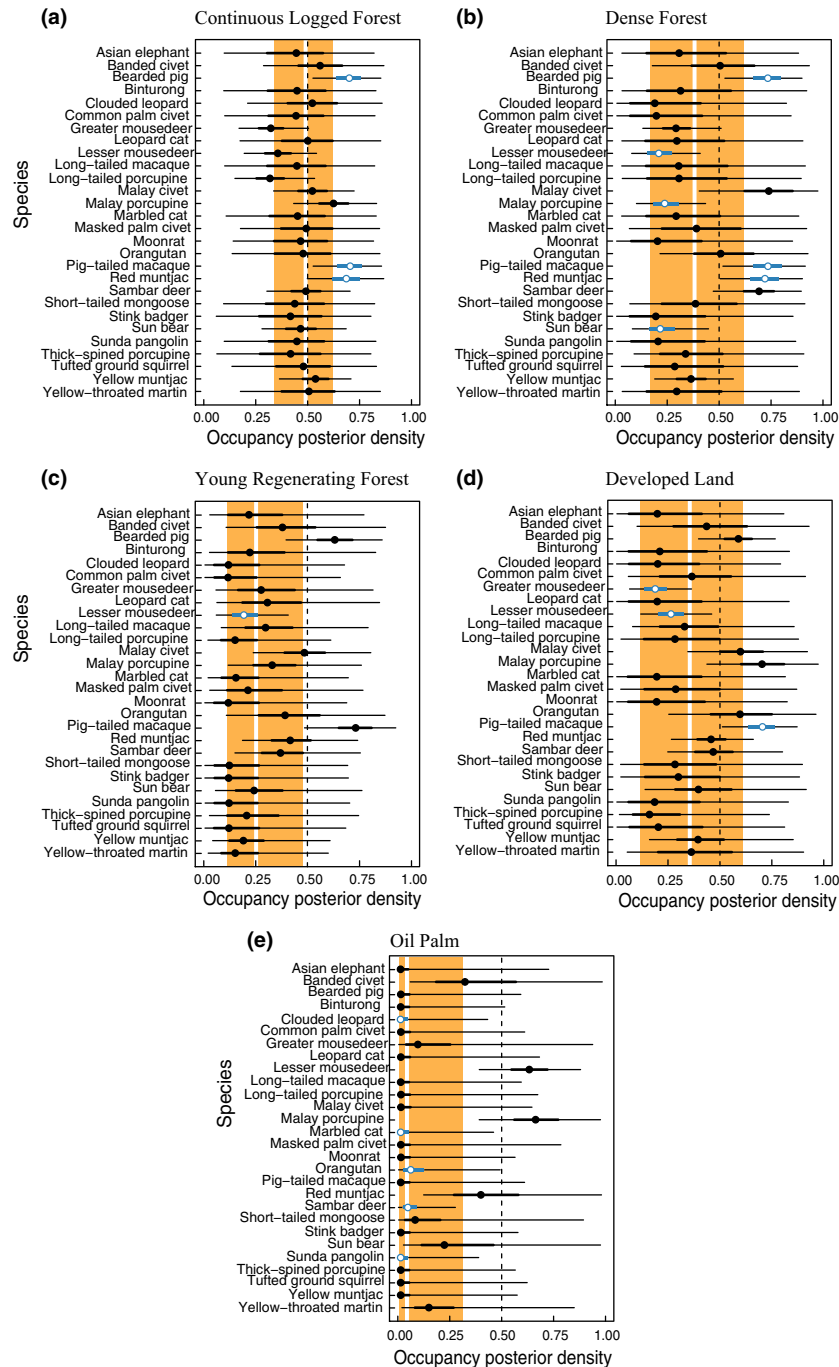 (a) Continuous Logged Forest
Species
Asian elephant
Banded civet
Bearded pig
Binturong
Clouded leopard
Common palm civet
Greater mousedeer
Leopard cat
Lesser mousedeer
Long−tailed macaque
Long−tailed porcupine
Malay civet
Malay porcupine
Marbled cat
Masked palm civet
Moonrat
Orangutan
Pig−tailed macaque
Red muntjac
Sambar deer
Short−tailed mongoose
Stink badger
Sun bear
Sunda pangolin
Thick−spined porcupine
Tufted ground squirrel
Yellow muntjac
Yellow−throated martin
0.00 0.25 0.50 0.75 1.00
Occupancy posterior density
(b) Dense Forest
Asian elephant
Banded civet
Bearded pig
Binturong
Clouded leopard
Common palm civet
Greater mousedeer
Leopard cat
Lesser mousedeer
Long−tailed macaque
Long−tailed porcupine
Malay civet
Malay porcupine
Marbled cat
Masked palm civet
Moonrat
Orangutan
Pig−tailed macaque
Red muntjac
Sambar deer
Short−tailed mongoose
Stink badger
Sun bear
Sunda pangolin
Thick−spined porcupine
Tufted ground squirrel
Yellow muntjac
Yellow−throated martin
0.00 0.25 0.50 0.75 1.00
Occupancy posterior density
(c) Young Regenerating Forest
Species
Asian elephant
Banded civet
Bearded pig
Binturong
Clouded leopard
Common palm civet
Greater mousedeer
Leopard cat
Lesser mousedeer
Long−tailed macaque
Long−tailed porcupine
Malay civet
Malay porcupine
Marbled cat
Masked palm civet
Moonrat
Orangutan
Pig−tailed macaque
Red muntjac
Sambar deer
Short−tailed mongoose
Stink badger
Sun bear
Sunda pangolin
Thick−spined porcupine
Tufted ground squirrel
Yellow muntjac
Yellow−throated martin
0.00 0.25 0.50 0.75 1.00
Occupancy posterior density
(d) Developed Land
Asian elephant
Banded civet
Bearded pig
Binturong
Clouded leopard
Common palm civet
Greater mousedeer
Leopard cat
Lesser mousedeer
Long−tailed macaque
Long−tailed porcupine
Malay civet
Malay porcupine
Marbled cat
Masked palm civet
Moonrat
Orangutan
Pig−tailed macaque
Red muntjac
Sambar deer
Short−tailed mongoose
Stink badger
Sun bear
Sunda pangolin
Thick−spined porcupine
Tufted ground squirrel
Yellow muntjac
Yellow−throated martin
0.00 0.25 0.50 0.75 1.00
Occupancy posterior density
(e) Oil Palm
Species
Asian elephant
Banded civet
Bearded pig
Binturong
Clouded leopard
Common palm civet
Greater mousedeer
Leopard cat
Lesser mousedeer
Long−tailed macaque
Long−tailed porcupine
Malay civet
Malay porcupine
Marbled cat
Masked palm civet
Moonrat
Orangutan
Pig−tailed macaque
Red muntjac
Sambar deer
Short−tailed mongoose
Stink badger
Sun bear
Sunda pangolin
Thick−spined porcupine
Tufted ground squirrel
Yellow muntjac
Yellow−throated martin
0.00 0.25 0.50 0.75 1.00
Occupancy posterior density